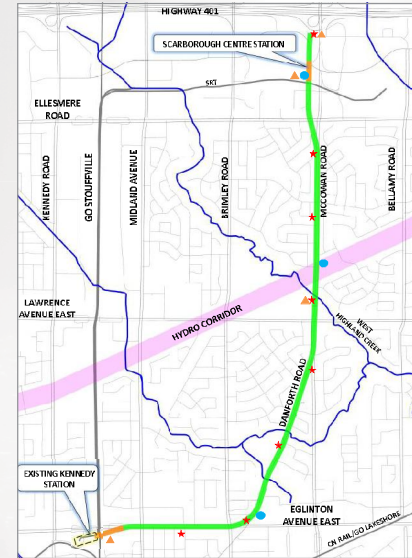 HIGHWAY 401
SCARBOROUGH CENTRE STATION
SRT
ELLESMERE
ROAD
KENNEDY ROAD
GO STOUFFVILLE
MIDLAND AVENUE
BRIMLEY ROAD
MCCOWAN ROAD
BELLAMY ROAD
LAWRENCE
AVENUE EAST
HYDRO CORRIDOR
WEST
HIGHLAND CREEK
DANFORTH ROAD
EXISTING KENNEDY
STATION
EGLINTON
AVENUE EAST
CN RAIL/GO LAKESHORE